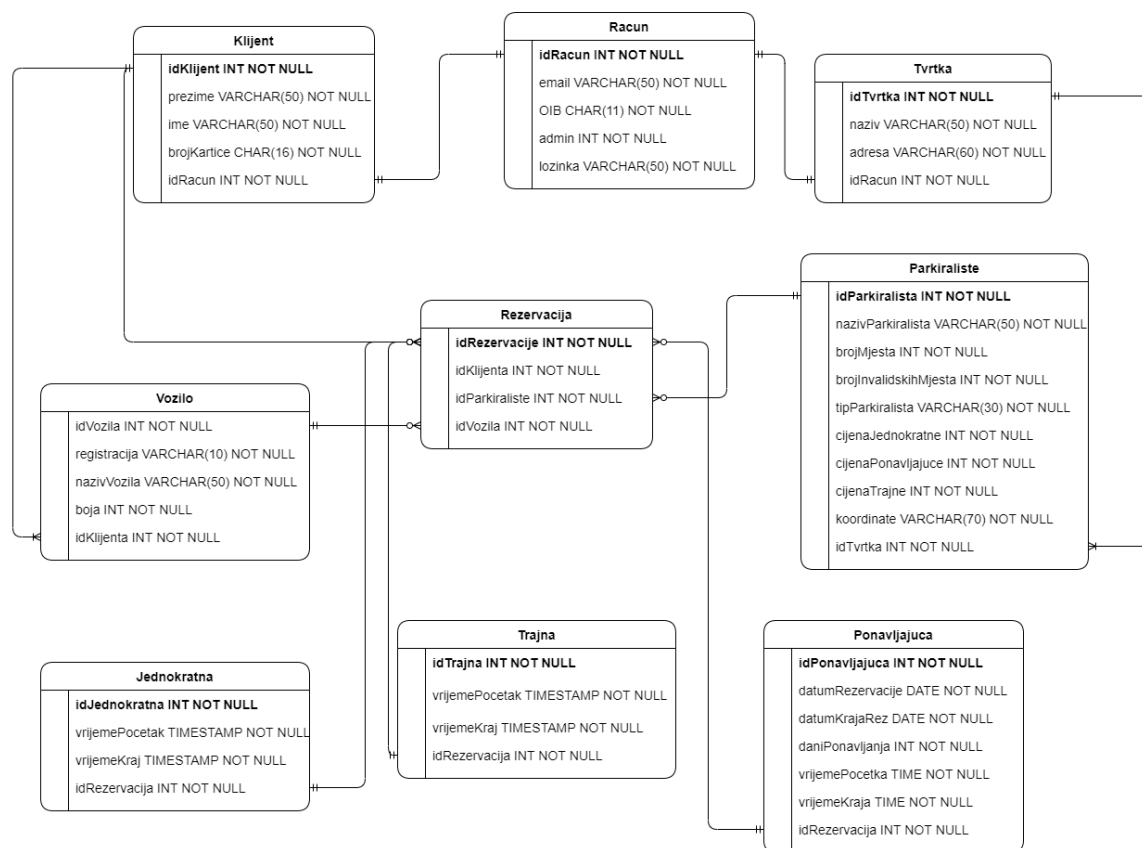 Klijent
idKlijent INT NOT NULL
prezime VARCHAR(50) NOT NULL
ime VARCHAR(50) NOT NULL
brojKartice CHAR(16) NOT NULL
idRacun INT NOT NULL
Racun
idRacun INT NOT NULL
email VARCHAR(50) NOT NULL
OIB CHAR(11) NOT NULL
admin INT NOT NULL
lozinka VARCHAR(50) NOT NULL
Tvrtka
idTvrtka INT NOT NULL
naziv VARCHAR(50) NOT NULL
adresa VARCHAR(60) NOT NULL
idRacun INT NOT NULL
Parkiraliste
idParkiralista INT NOT NULL
nazivParkiralista VARCHAR(50) NOT NULL
brojMjesta INT NOT NULL
brojInvalidskihMjesta INT NOT NULL
tipParkiralista VARCHAR(30) NOT NULL
cijenaJednokratne INT NOT NULL
cijenaPonavljajuce INT NOT NULL
cijenaTrajne INT NOT NULL
koordinate VARCHAR(70) NOT NULL
idTvrtka INT NOT NULL
Rezervacija
idRezervacije INT NOT NULL
idKlijenta INT NOT NULL
idParkiraliste INT NOT NULL
idVozila INT NOT NULL
Vozilo
idVozila INT NOT NULL
registracija VARCHAR(10) NOT NULL
nazivVozila VARCHAR(50) NOT NULL
boja INT NOT NULL
idKlijenta INT NOT NULL
Jednokratna
idJednokratna INT NOT NULL
vrijemePocetak TIMESTAMP NOT NULL
vrijemeKraj TIMESTAMP NOT NULL
idRezervacija INT NOT NULL
Trajna
idTrajna INT NOT NULL
vrijemePocetak TIMESTAMP NOT NULL
vrijemeKraj TIMESTAMP NOT NULL
idRezervacija INT NOT NULL
Ponavljajuca
idPonavljajuca INT NOT NULL
datumRezervacije DATE NOT NULL
datumKrajaRez DATE NOT NULL
daniPonavljanja INT NOT NULL
vrijemePocetka TIME NOT NULL
vrijemeKraja TIME NOT NULL
idRezervacija INT NOT NULL